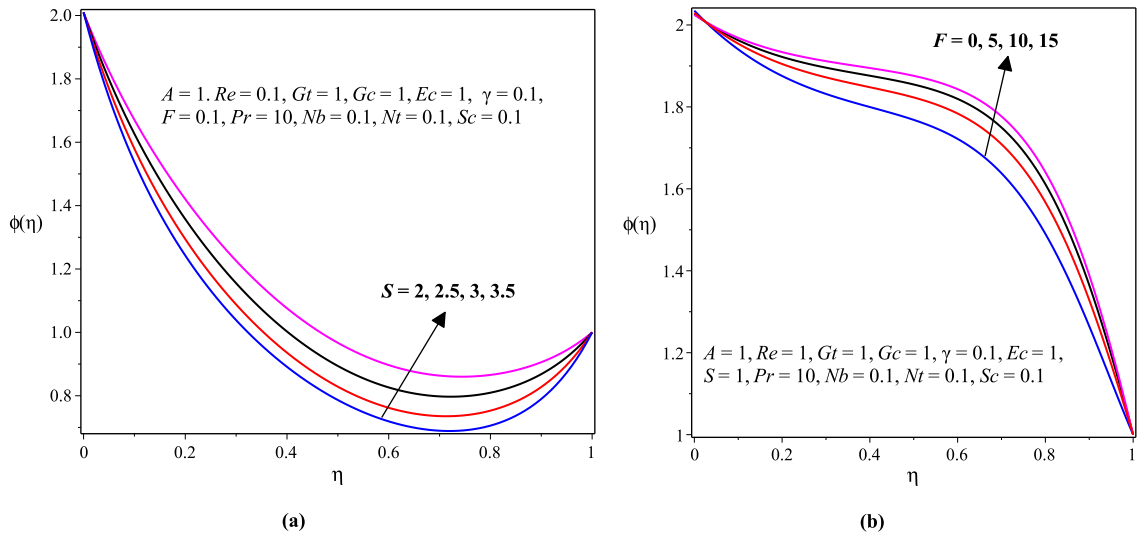 2.0
1.8
1.6
1.4
1.2
1.0
0.8
ϕ(η)
A = 1. Re = 0.1, Gt = 1, Gc = 1, Ec = 1, γ = 0.1,
F = 0.1, Pr = 10, Nb = 0.1, Nt = 0.1, Sc = 0.1
S = 2, 2.5, 3, 3.5
0 0.2 0.4 0.6 0.8 1
η
(a)
2.0
1.8
1.6
1.4
1.2
1
ϕ(η)
F = 0, 5, 10, 15
A = 1, Re = 1, Gt = 1, Gc = 1, γ = 0.1, Ec = 1,
S = 1, Pr = 10, Nb = 0.1, Nt = 0.1, Sc = 0.1
0 0.2 0.4 0.6 0.8 1
η
(b)